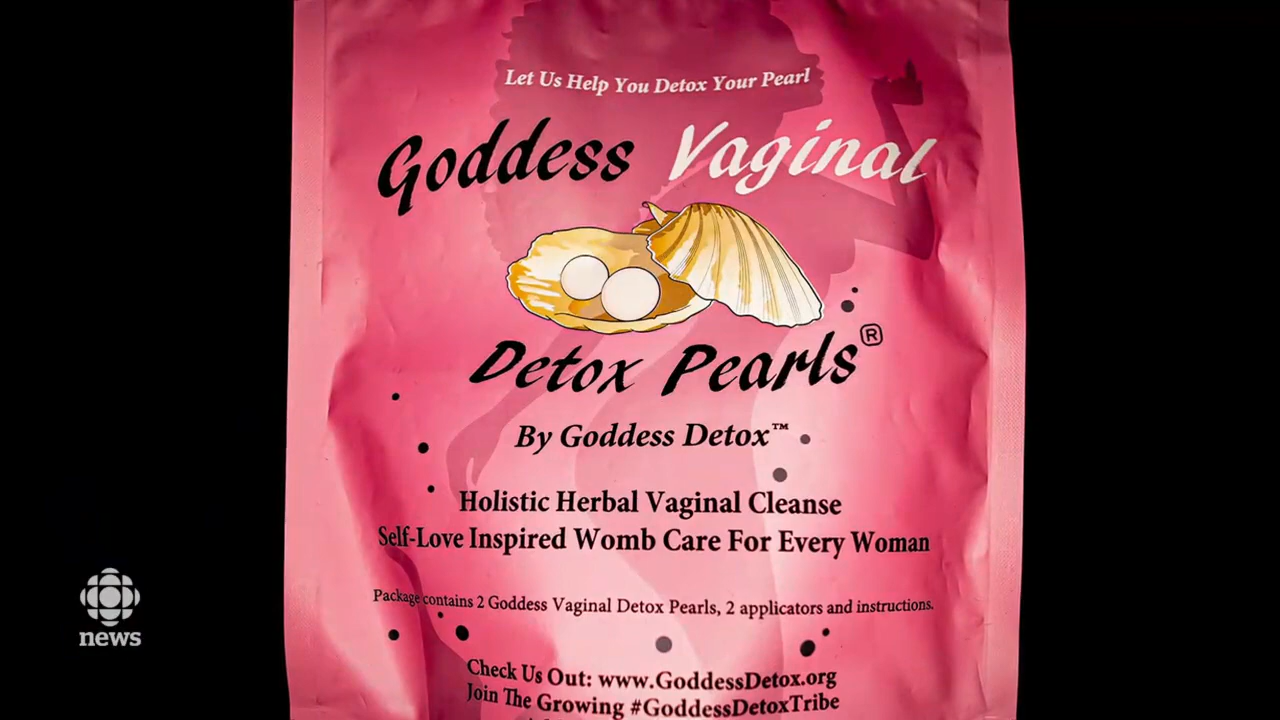 Let Us Help You Detox Your Pearl
Goddess Vaginal
Detox Pearls®
By Goddess Detox™
Holistic Herbal Vaginal Cleanse
Self-Love Inspired Womb Care For Every Woman
Package contains 2 Goddess Vaginal Detox Pearls, 2 applicators and instructions.
Check Us Out: www.GoddessDetox.org
Join The Growing #GoddessDetoxTribe
news